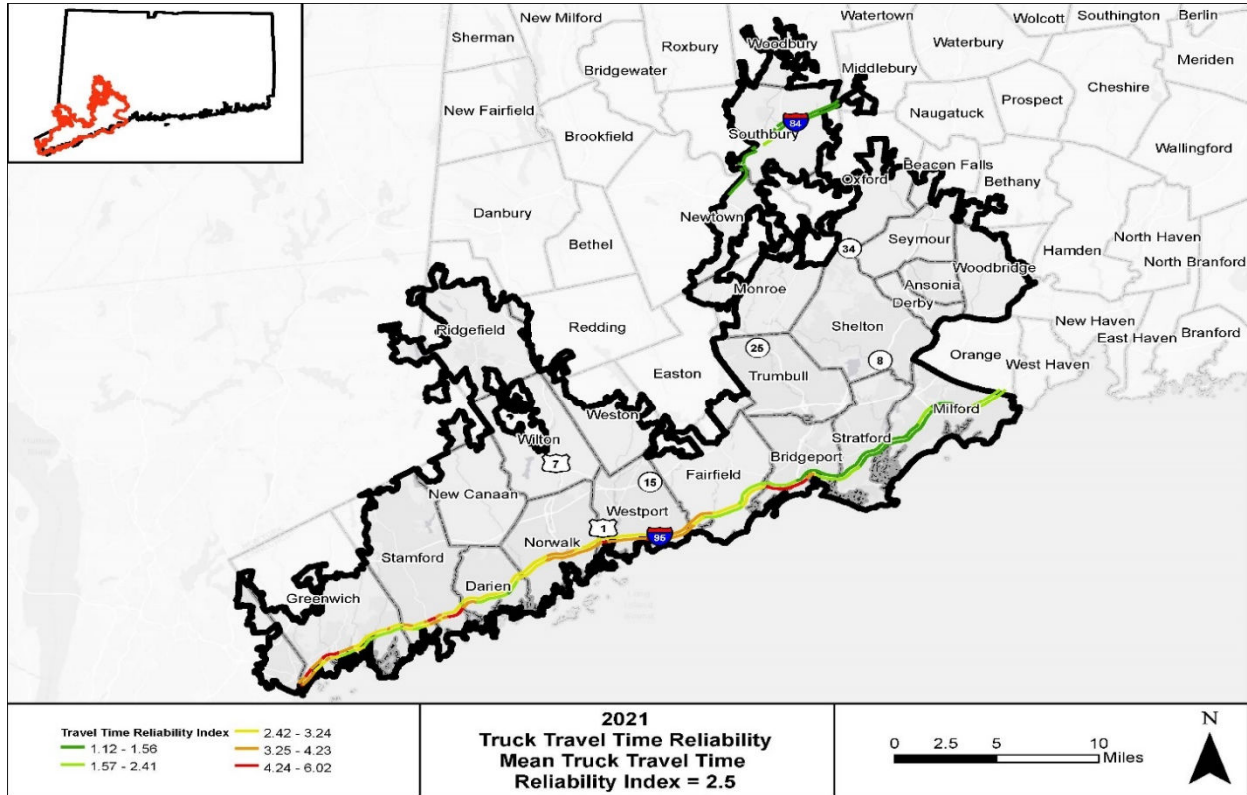 New Milford
Watertown
Wolcott
Southington
Berlin
Sherman
Roxbury
Woodbury
Waterbury
Meriden
Bridgewater
Middlebury
Cheshire
New Fairfield
Prospect
Naugatuck
Brookfield
84
Southbury
Wallingford
Beacon Falls
Oxford
Bethany
Danbury
Newtown
North Haven
Bethel
34
Seymour
Hamden
North Branford
Woodbridge
Monroe
Ansonia
Derby
Ridgefield
Redding
Shelton
New Haven
East Haven
Branford
25
8
Orange
West Haven
Easton
Trumbull
Weston
Milford
Wilton
Stratford
7
Bridgeport
15
Fairfield
New Canaan
Westport
1
95
Norwalk
Stamford
Darien
Greenwich
Travel Time Reliability Index
1.12 - 1.56
1.57 - 2.41
2.42 - 3.24
3.25 - 4.23
4.24 - 6.02
2021
Truck Travel Time Reliability
Mean Truck Travel Time
Reliability Index = 2.5
0 2.5 5 10
Miles
N